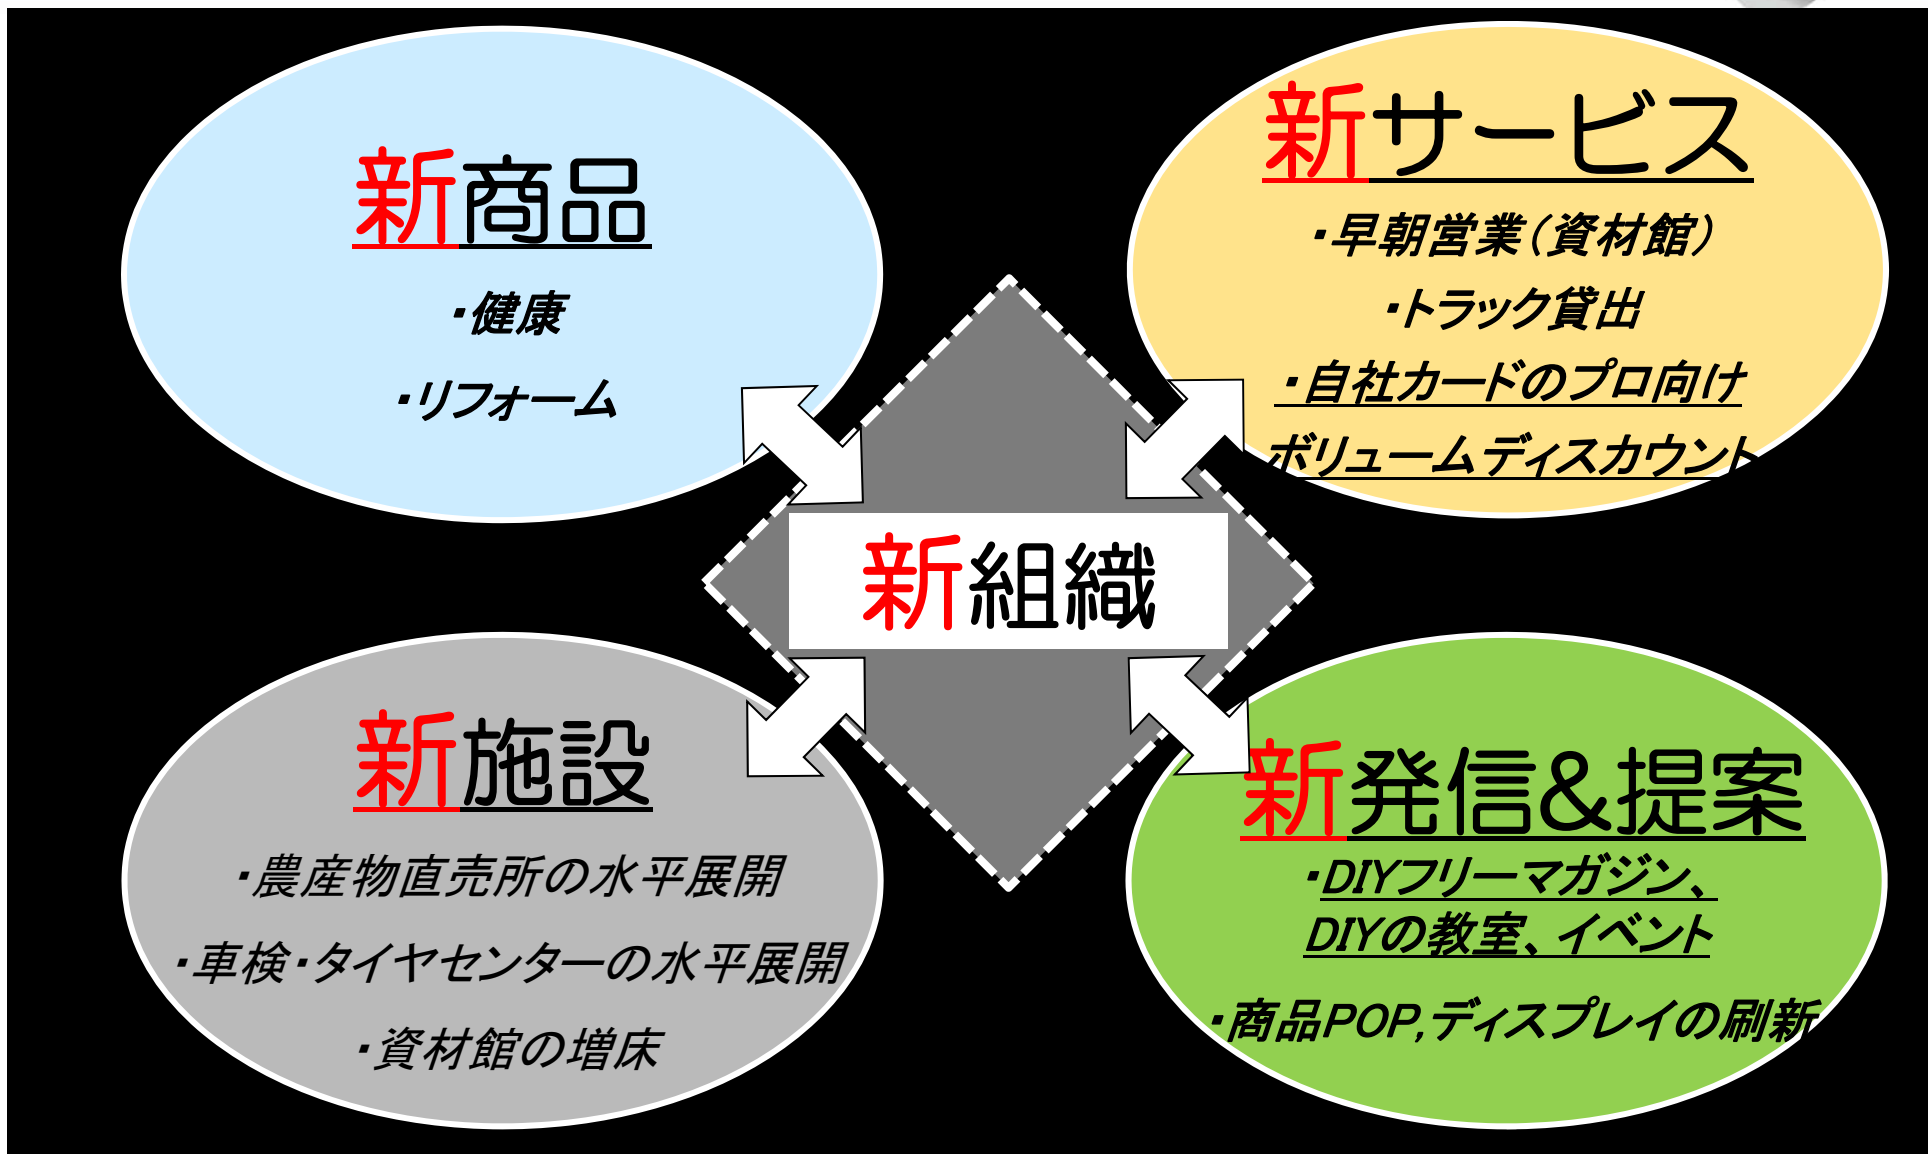 新商品
・健康
・リフォーム
新サービス
・早朝営業（資材館）
・トラック貸出
・自社カードのプロ向け
ボリュームディスカウント
新組織
新施設
・農産物直売所の水平展開
・車検・タイヤセンターの水平展開
・資材館の増床
新発信&提案
・DIYフリーマガジン、
DIYの教室、イベント
・商品POP,ディスプレイの刷新